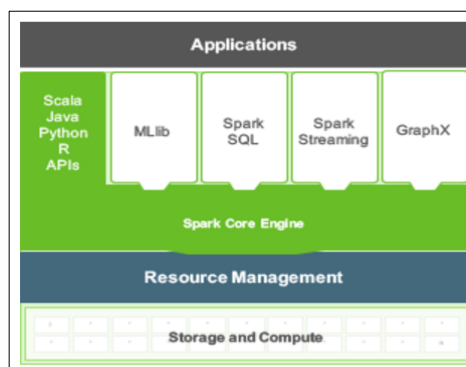 Applications
Scala
Java
Python
R
APIs
MLlib
Spark
SQL
Spark
Streaming
GraphX
Spark Core Engine
Resource Management
Storage and Compute